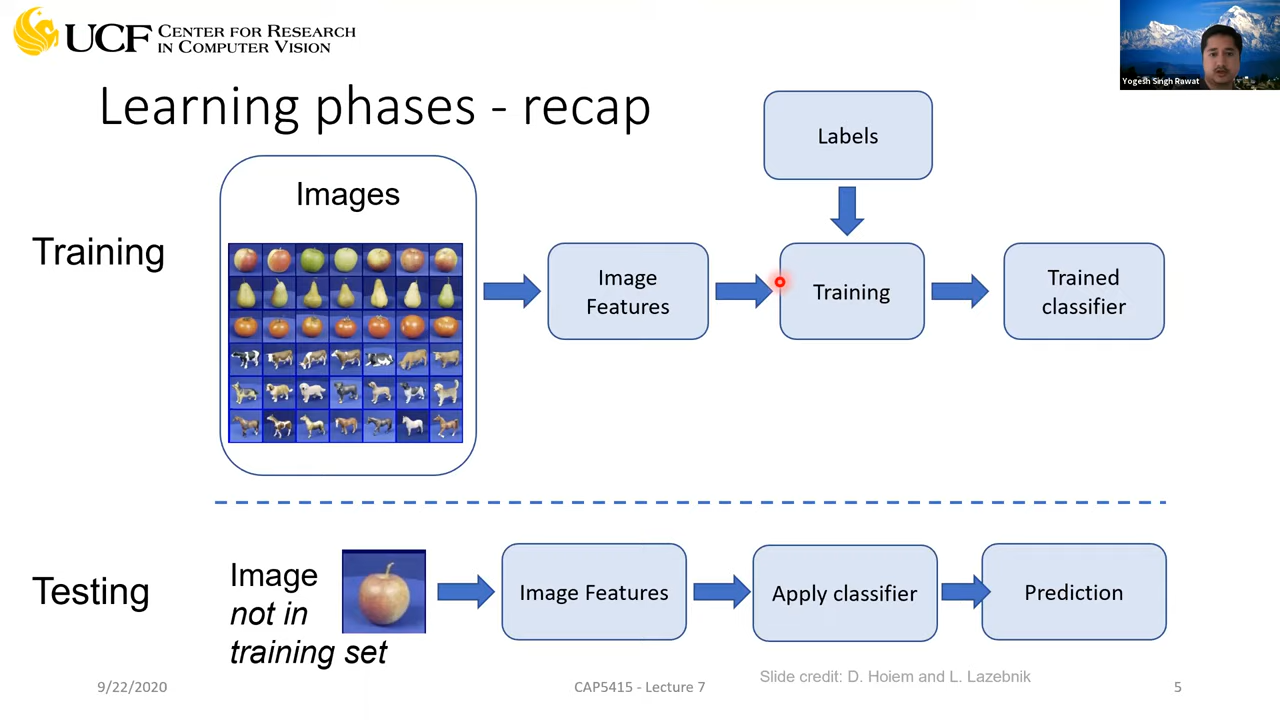 UCF CENTER FOR RESEARCH
IN COMPUTER VISION
Yogesh Singh Rawat
Learning phases - recap
Labels
Images
Training
Image
Features
Training
Trained
classifier
Testing
Image
not in
training set
Image Features
Apply classifier
Prediction
Slide credit: D. Hoiem and L. Lazebnik
9/22/2020
CAP5415 - Lecture 7
5